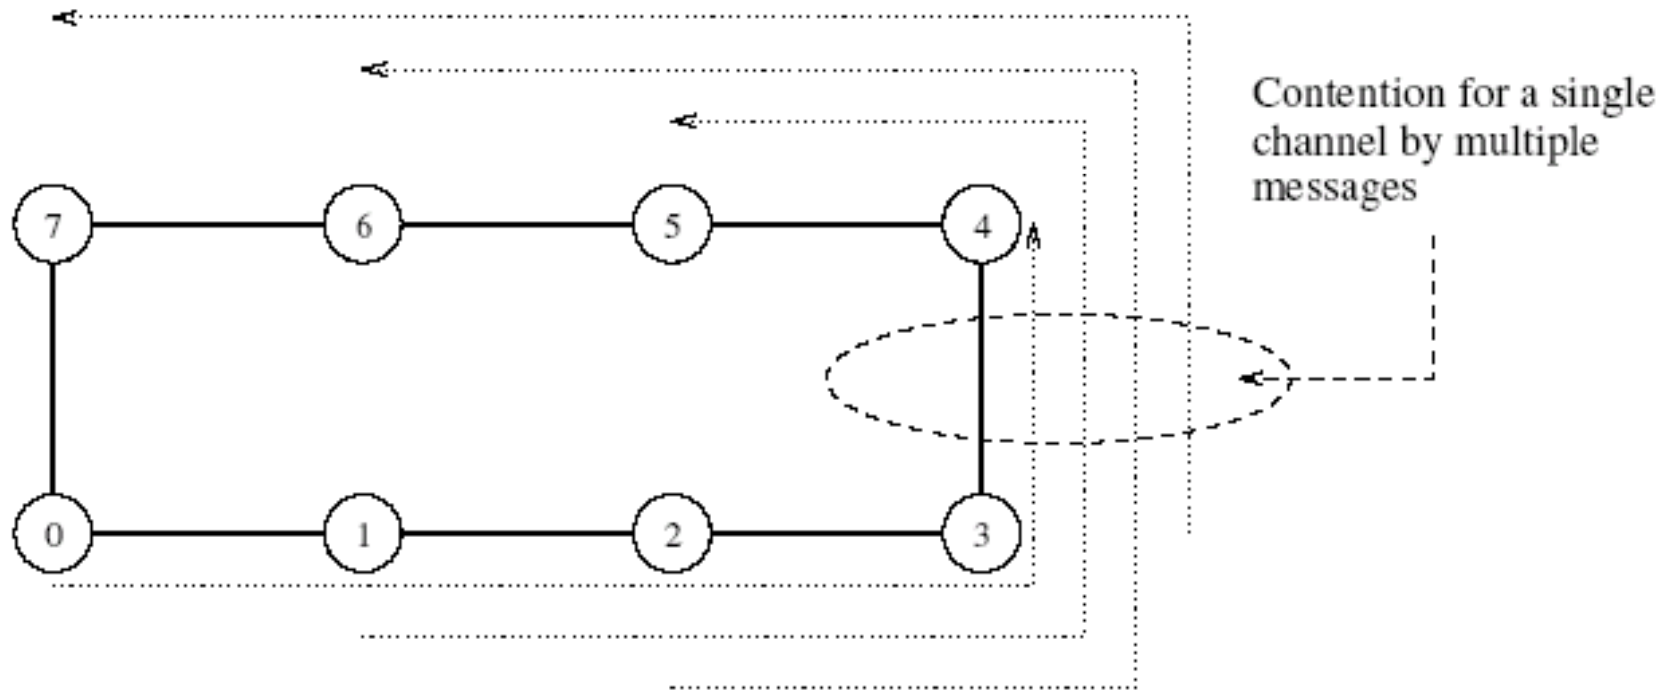 Contention for a single
channel by multiple
messages
7 6 5 4
0 1 2 3